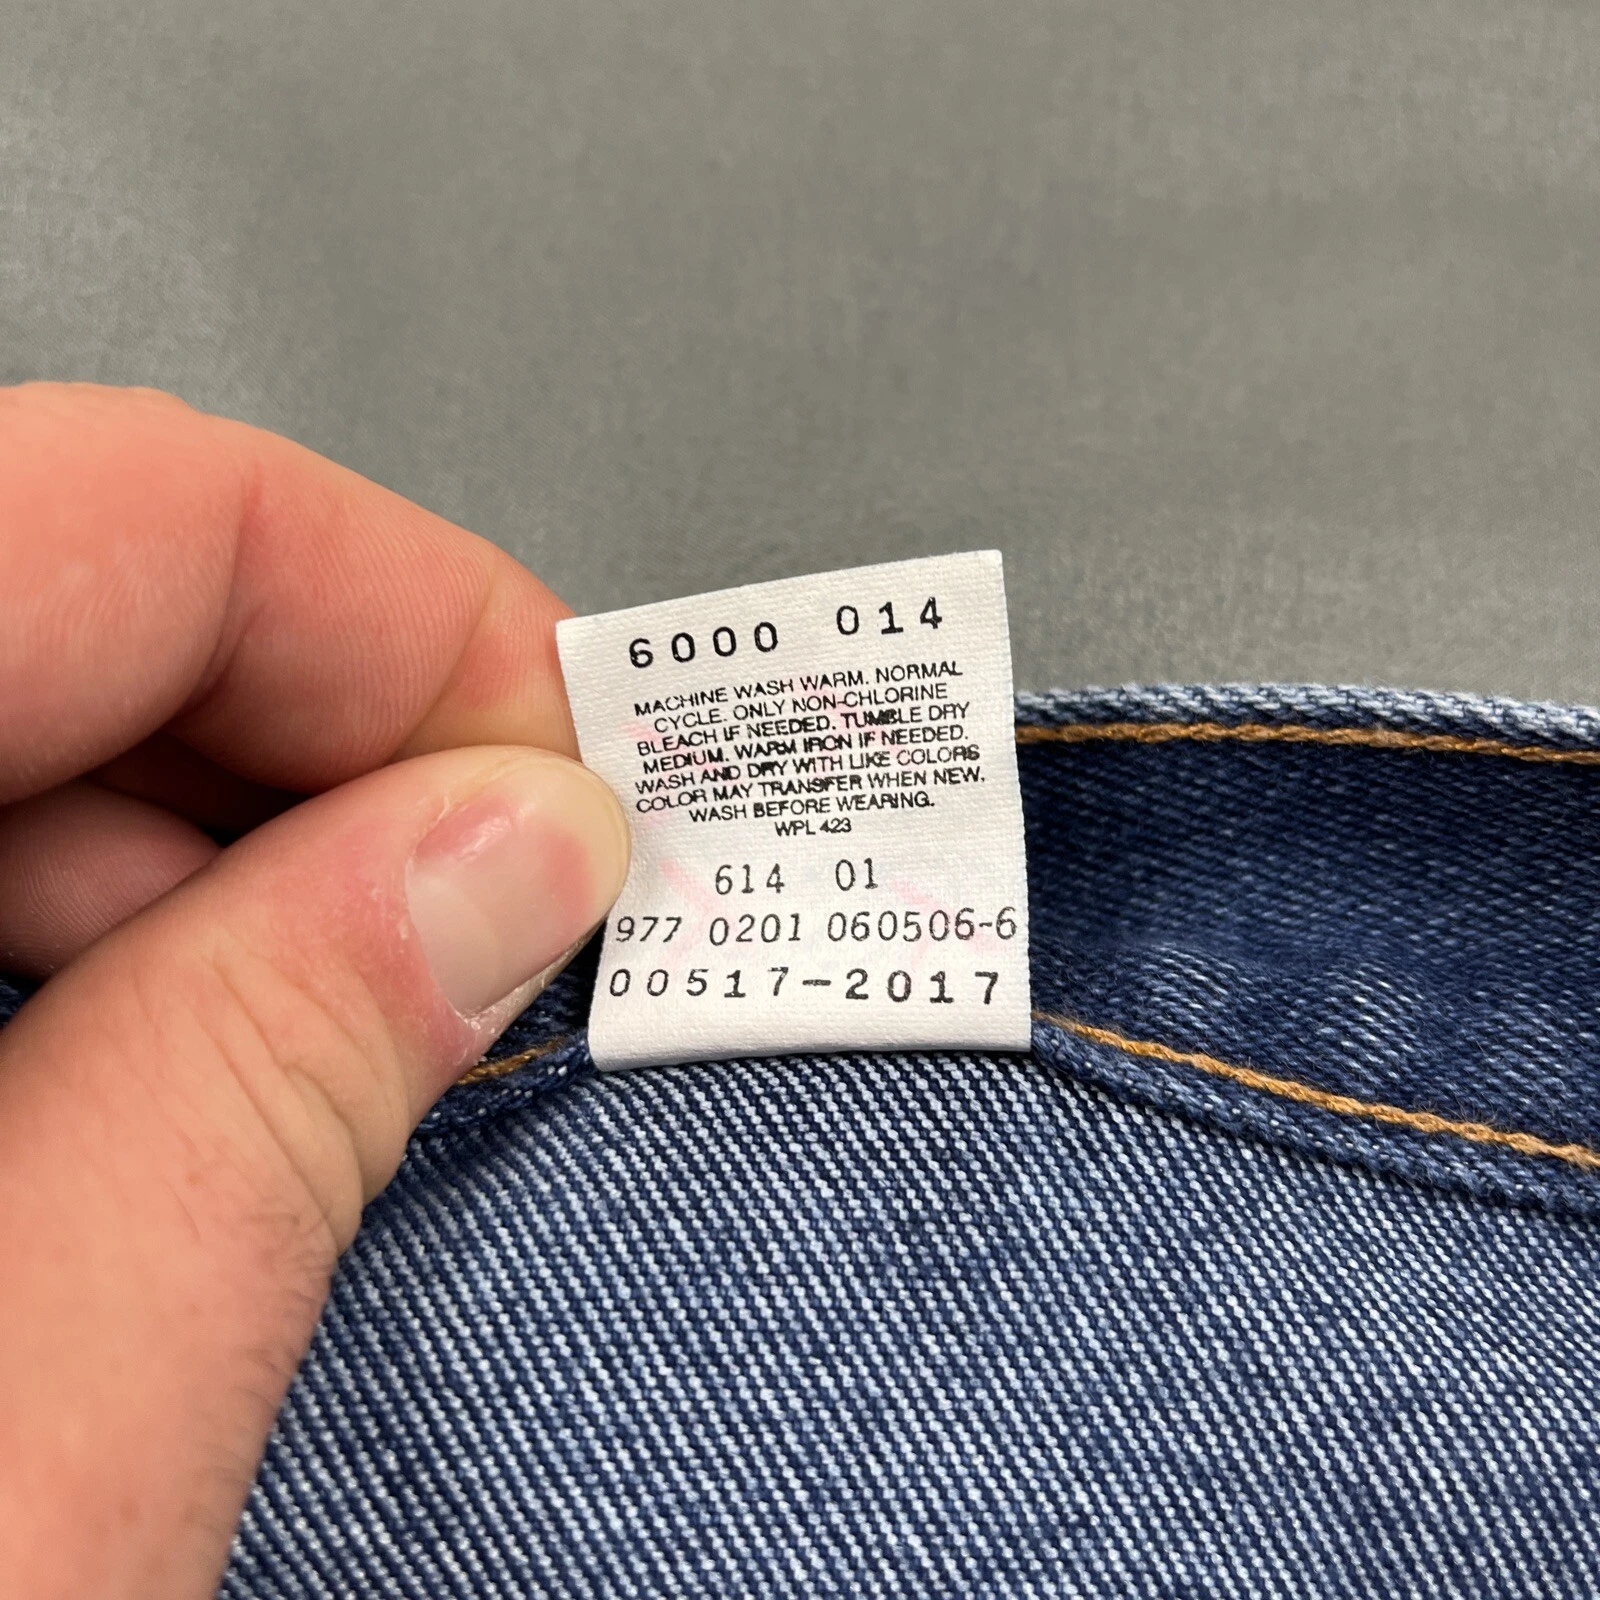 6000 014
MACHINE WASH WARM. NORMAL
CYCLE. ONLY NON-CHLORINE
BLEACH IF NEEDED. TUMBLE DRY
MEDIUM. WARM IRON IF NEEDED.
WASH AND DRY WITH LIKE COLORS
COLOR MAY TRANSFER WHEN NEW.
WASH BEFORE WEARING.
WPL 423
614 01
977 0201 060506-6
00517-2017